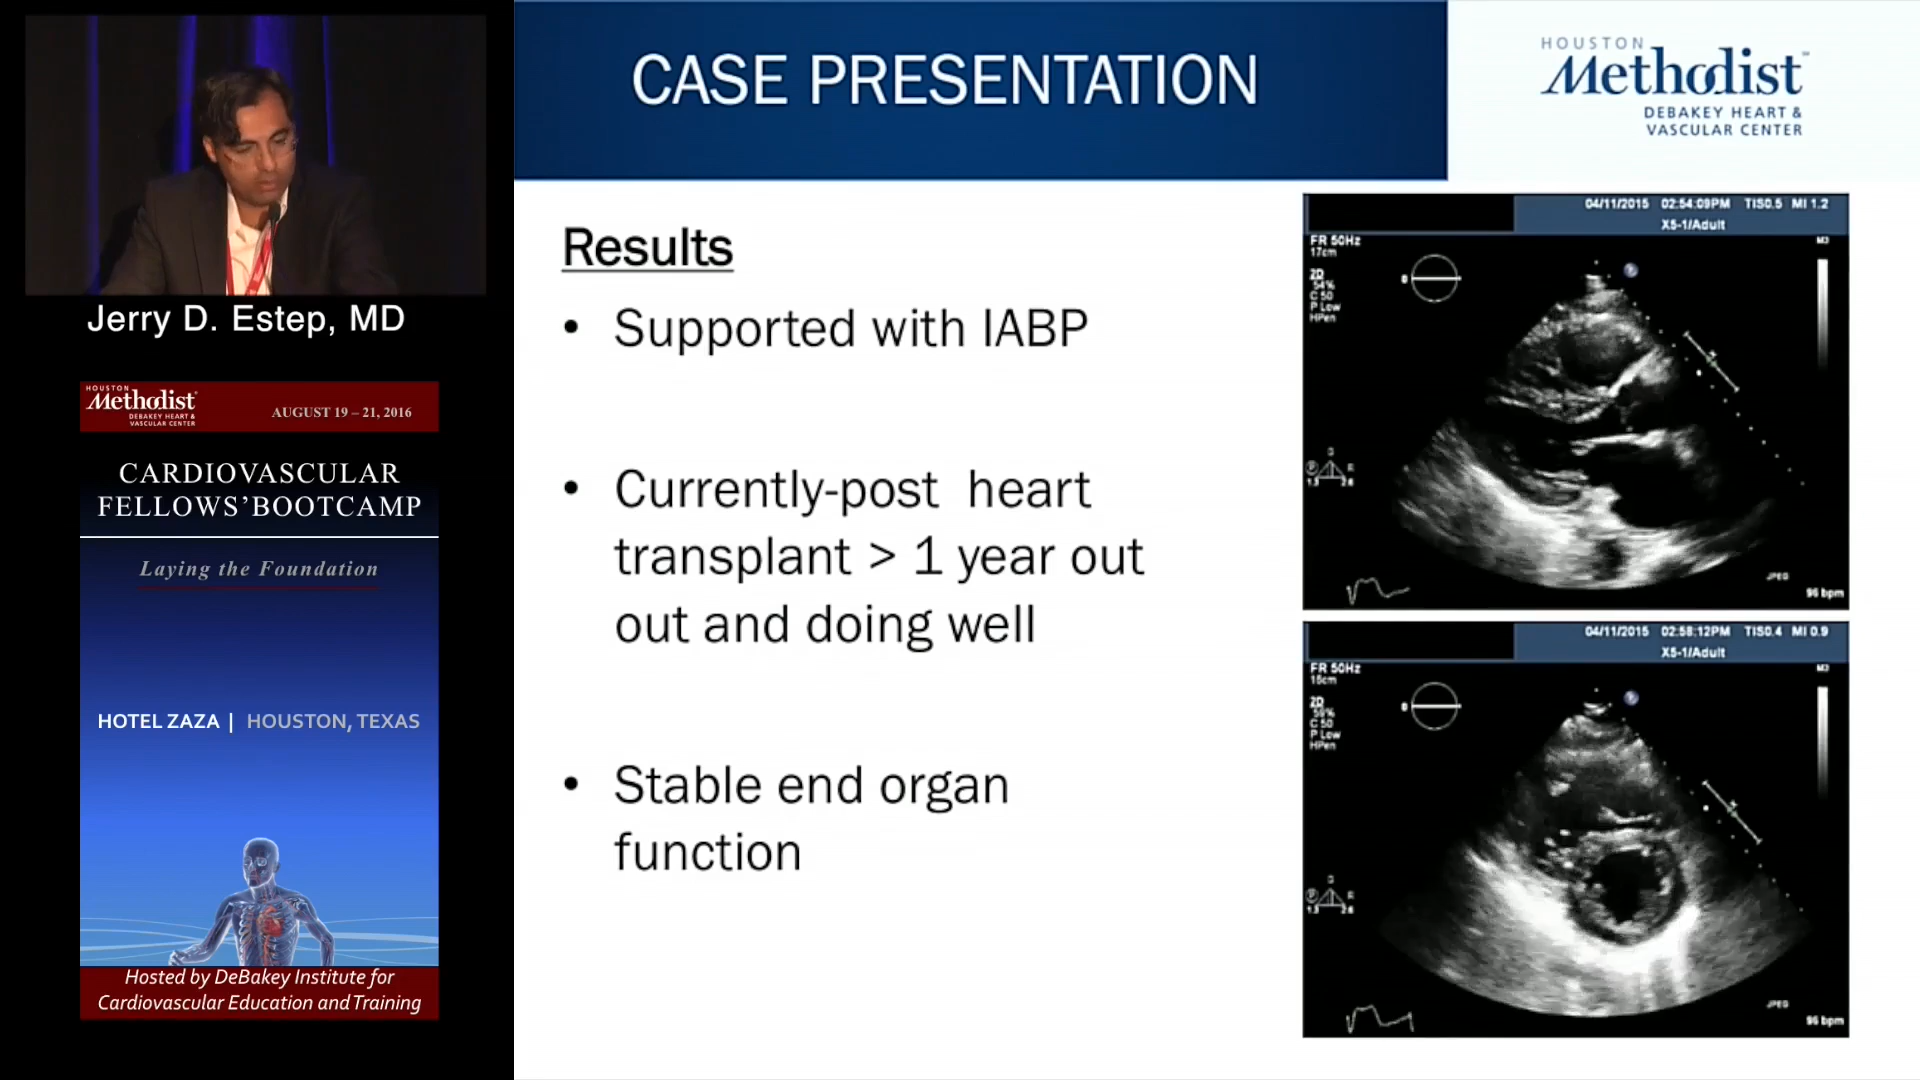 CASE PRESENTATION
HOUSTON
Methodist
DEBAKEY HEART &
VASCULAR CENTER
Jerry D. Estep, MD
HOUSTON
Methodist
DEBAKEY HEART &
VASCULAR CENTER
AUGUST 19 – 21, 2016
CARDIOVASCULAR
FELLOWS'BOOTCAMP
Laying the Foundation
HOTEL ZAZA | HOUSTON, TEXAS
Hosted by DeBakey Institute for
Cardiovascular Education and Training
Results
• Supported with IABP
• Currently-post heart
transplant > 1 year out
out and doing well
• Stable end organ
function
04/11/2015 02:54:09PM TIS0.5 MI 1.2
X5-1/Adult
FR 50Hz
17cm
M3
2D
54%
C 50
P Low
HPen
JPEG
96 bpm
04/11/2015 02:58:12PM TIS0.4 MI 0.9
X5-1/Adult
FR 50Hz
16cm
M3
2D
C 50
P Low
HPen
JPEG
96 bpm